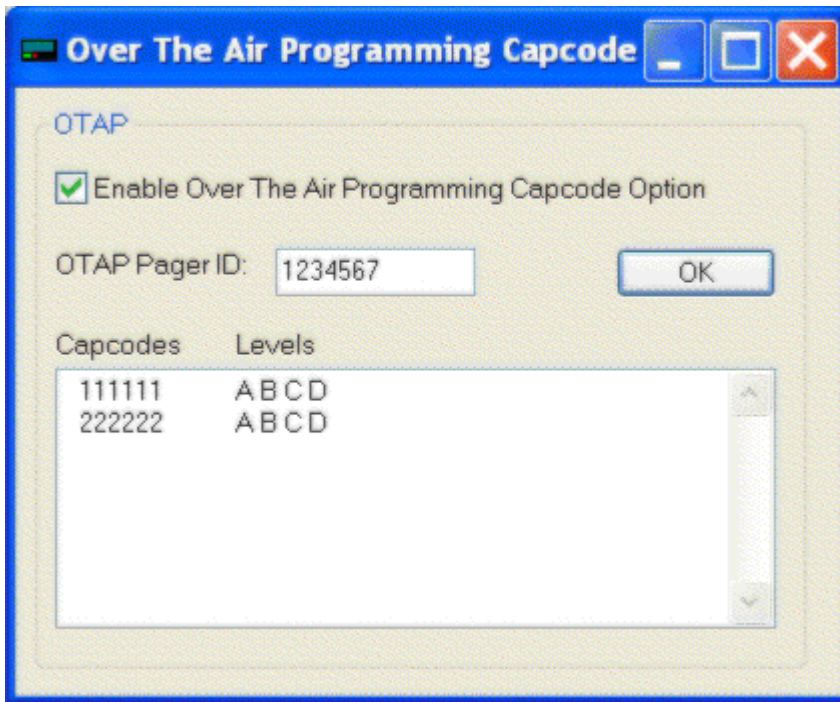 Over The Air Programming Capcode
OTAP
Enable Over The Air Programming Capcode Option
OTAP Pager ID: 1234567 OK
Capcodes Levels
111111 A B C D
222222 A B C D